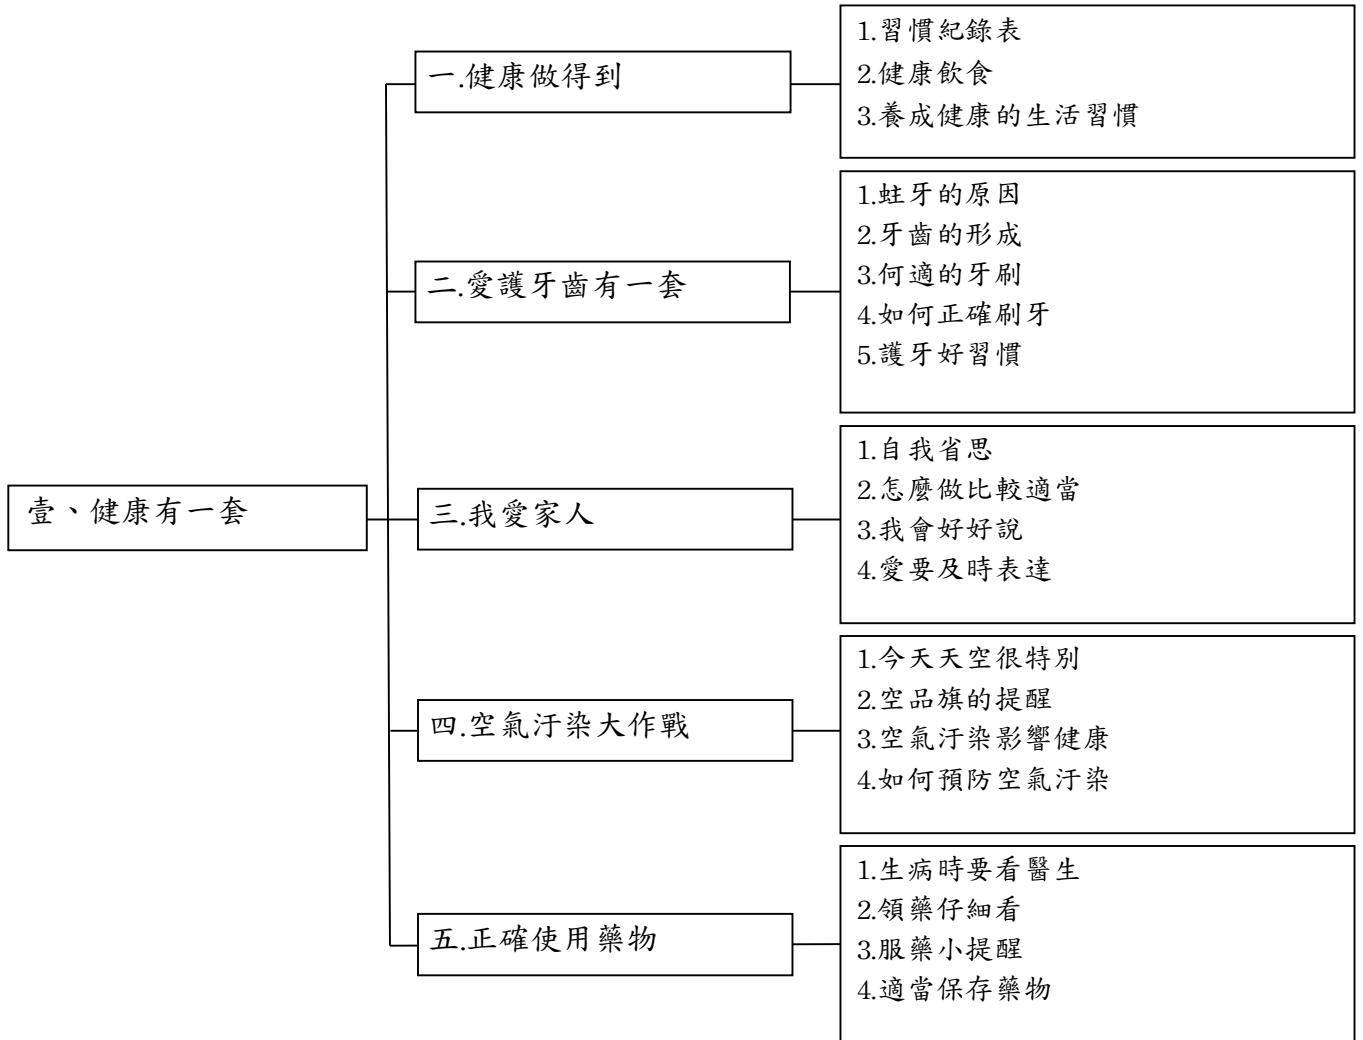 壹、健康有一套
一.健康做得到
1.習慣紀錄表
2.健康飲食
3.養成健康的生活習慣
二.愛護牙齒有一套
1.蛀牙的原因
2.牙齒的形成
3.何適的牙刷
4.如何正確刷牙
5.護牙好習慣
三.我愛家人
1.自我省思
2.怎麼做比較適當
3.我會好好說
4.愛要及時表達
四.空氣汙染大作戰
1.今天天空很特別
2.空品旗的提醒
3.空氣汙染影響健康
4.如何預防空氣汙染
五.正確使用藥物
1.生病時要看醫生
2.領藥仔細看
3.服藥小提醒
4.適當保存藥物